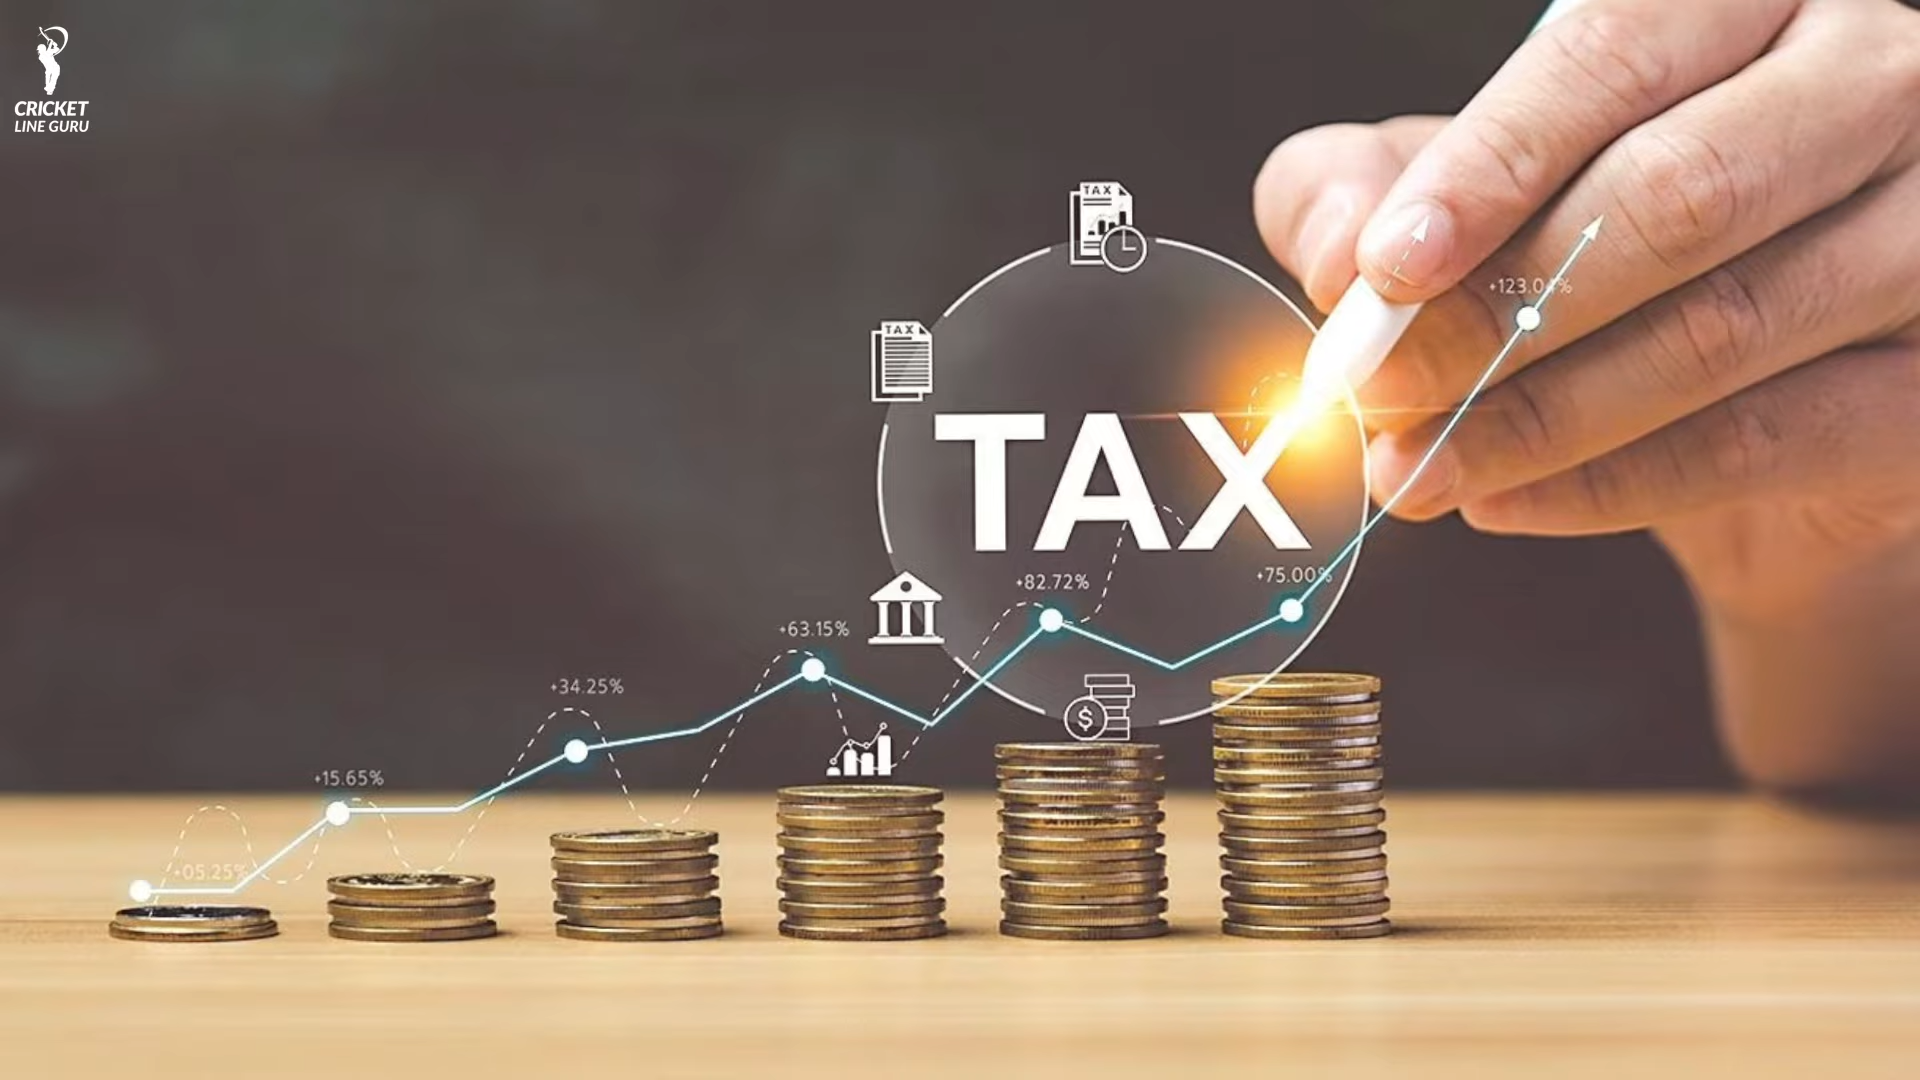 CRICKET
LINE GURU
TAX
TAX
TAX
+123.04%
+75.00%
+82.72%
+63.15%
+34.25%
$
+15.65%
+05.25%